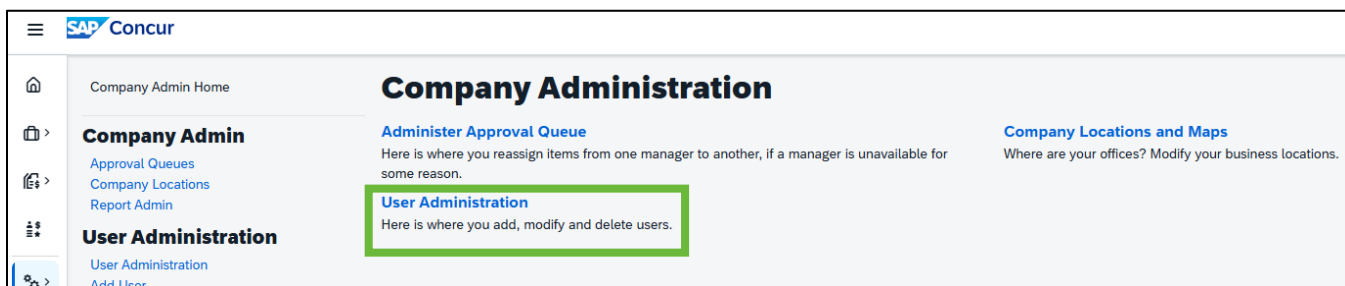 SAP Concur
Company Admin Home
Company Admin
Approval Queues
Company Locations
Report Admin
User Administration
User Administration
Add User
Company Administration
Administer Approval Queue
Here is where you reassign items from one manager to another, if a manager is unavailable for
some reason.
User Administration
Here is where you add, modify and delete users.
Company Locations and Maps
Where are your offices? Modify your business locations.